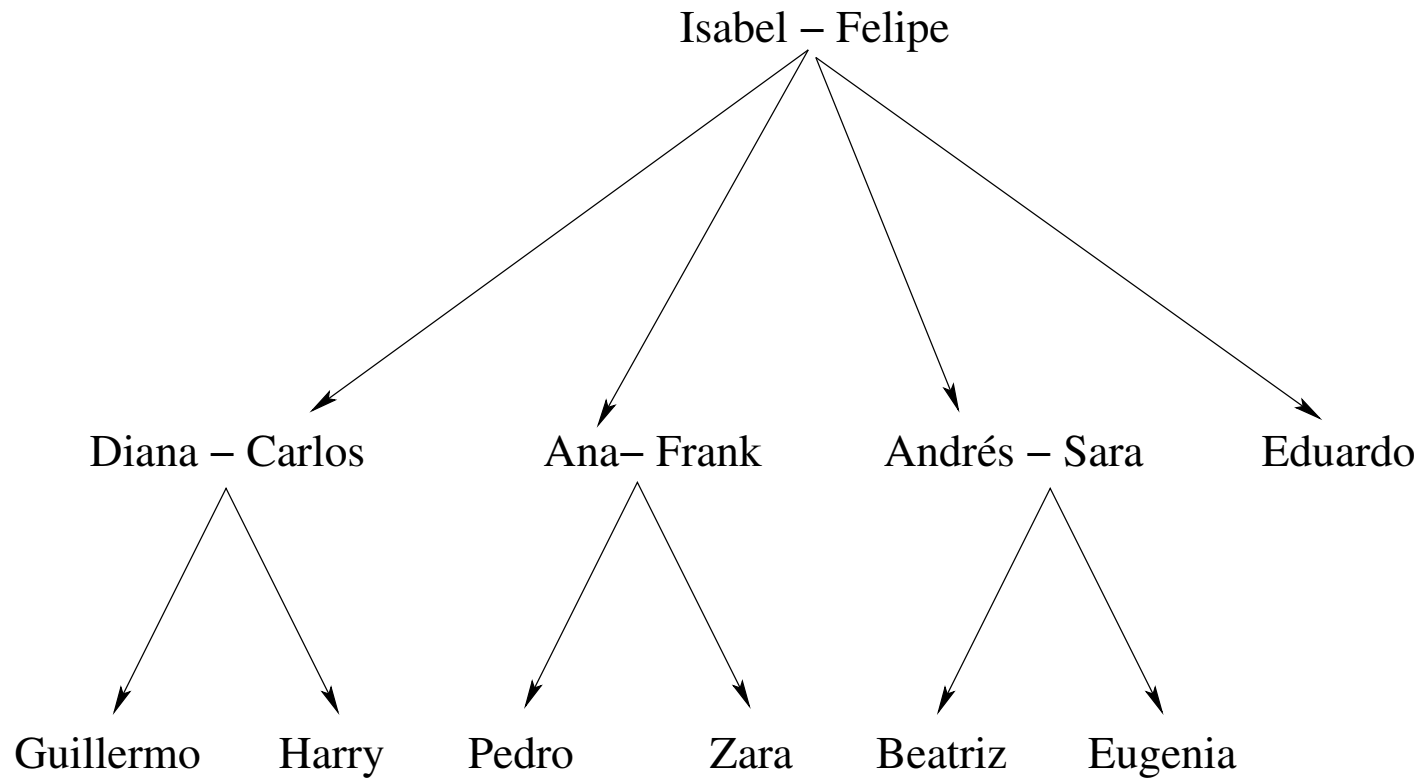 Isabel – Felipe
Diana – Carlos Ana– Frank Andrés – Sara Eduardo
Guillermo Harry Pedro Zara Beatriz Eugenia